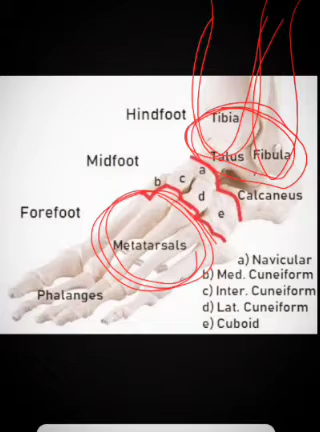 Hindfoot
Tibia
Midfoot
Talus
Fibula
a
b
c
d
Calcaneus
e
Forefoot
Metatarsals
Phalanges
a) Navicular
b) Med. Cuneiform
c) Inter. Cuneiform
d) Lat. Cuneiform
e) Cuboid